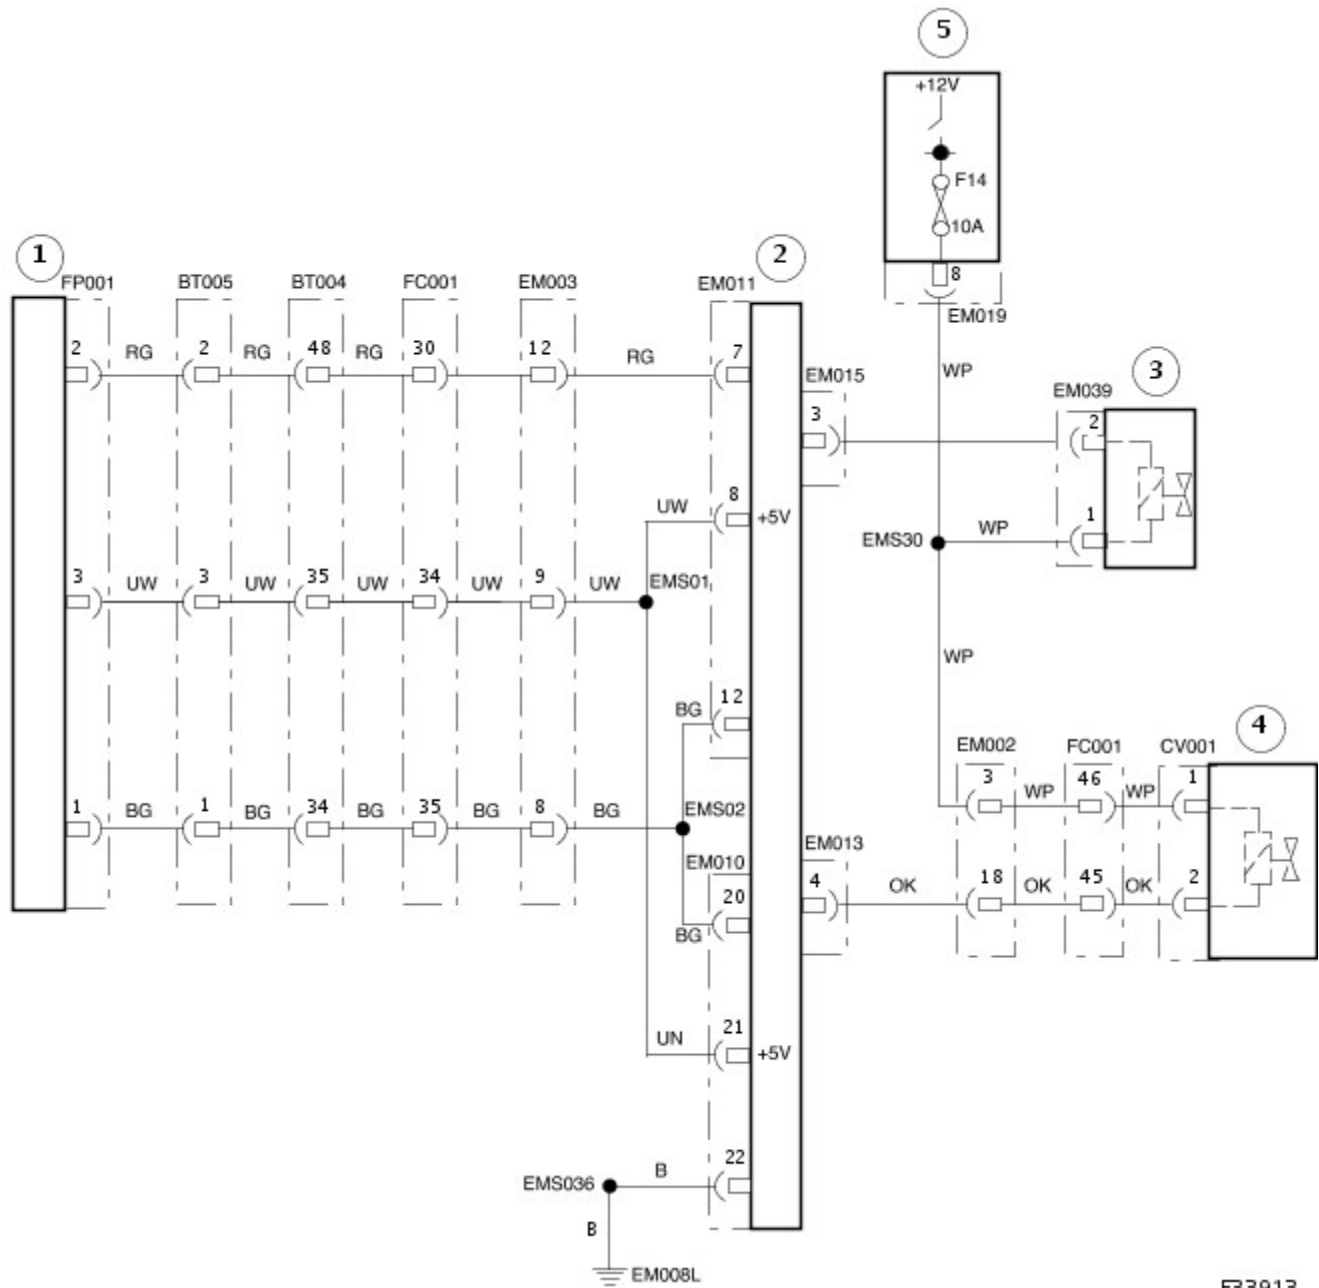 5
+12V
F14
10A
1
2
FP001 BT005 BT004 FC001 EM003 EM011
8
EM019
2 RG 2 RG 48 RG 30 12 RG 7
WP
EM015
3
3
EM039
2
8
UW
+5V
1
EMS30
WP
3 UW 3 UW 35 UW 34 UW 9 UW EMS01
WP
12
BG
4
EM002 FC001 CV001
3 WP 46 WP 1
1 BG 1 BG 34 BG 35 BG 8 BG EMS02
EM010
EM013
20
BG
4 OK 18 OK 45 OK 2
21
UN
+5V
22
EMS036 B
B
EM008L
E33913